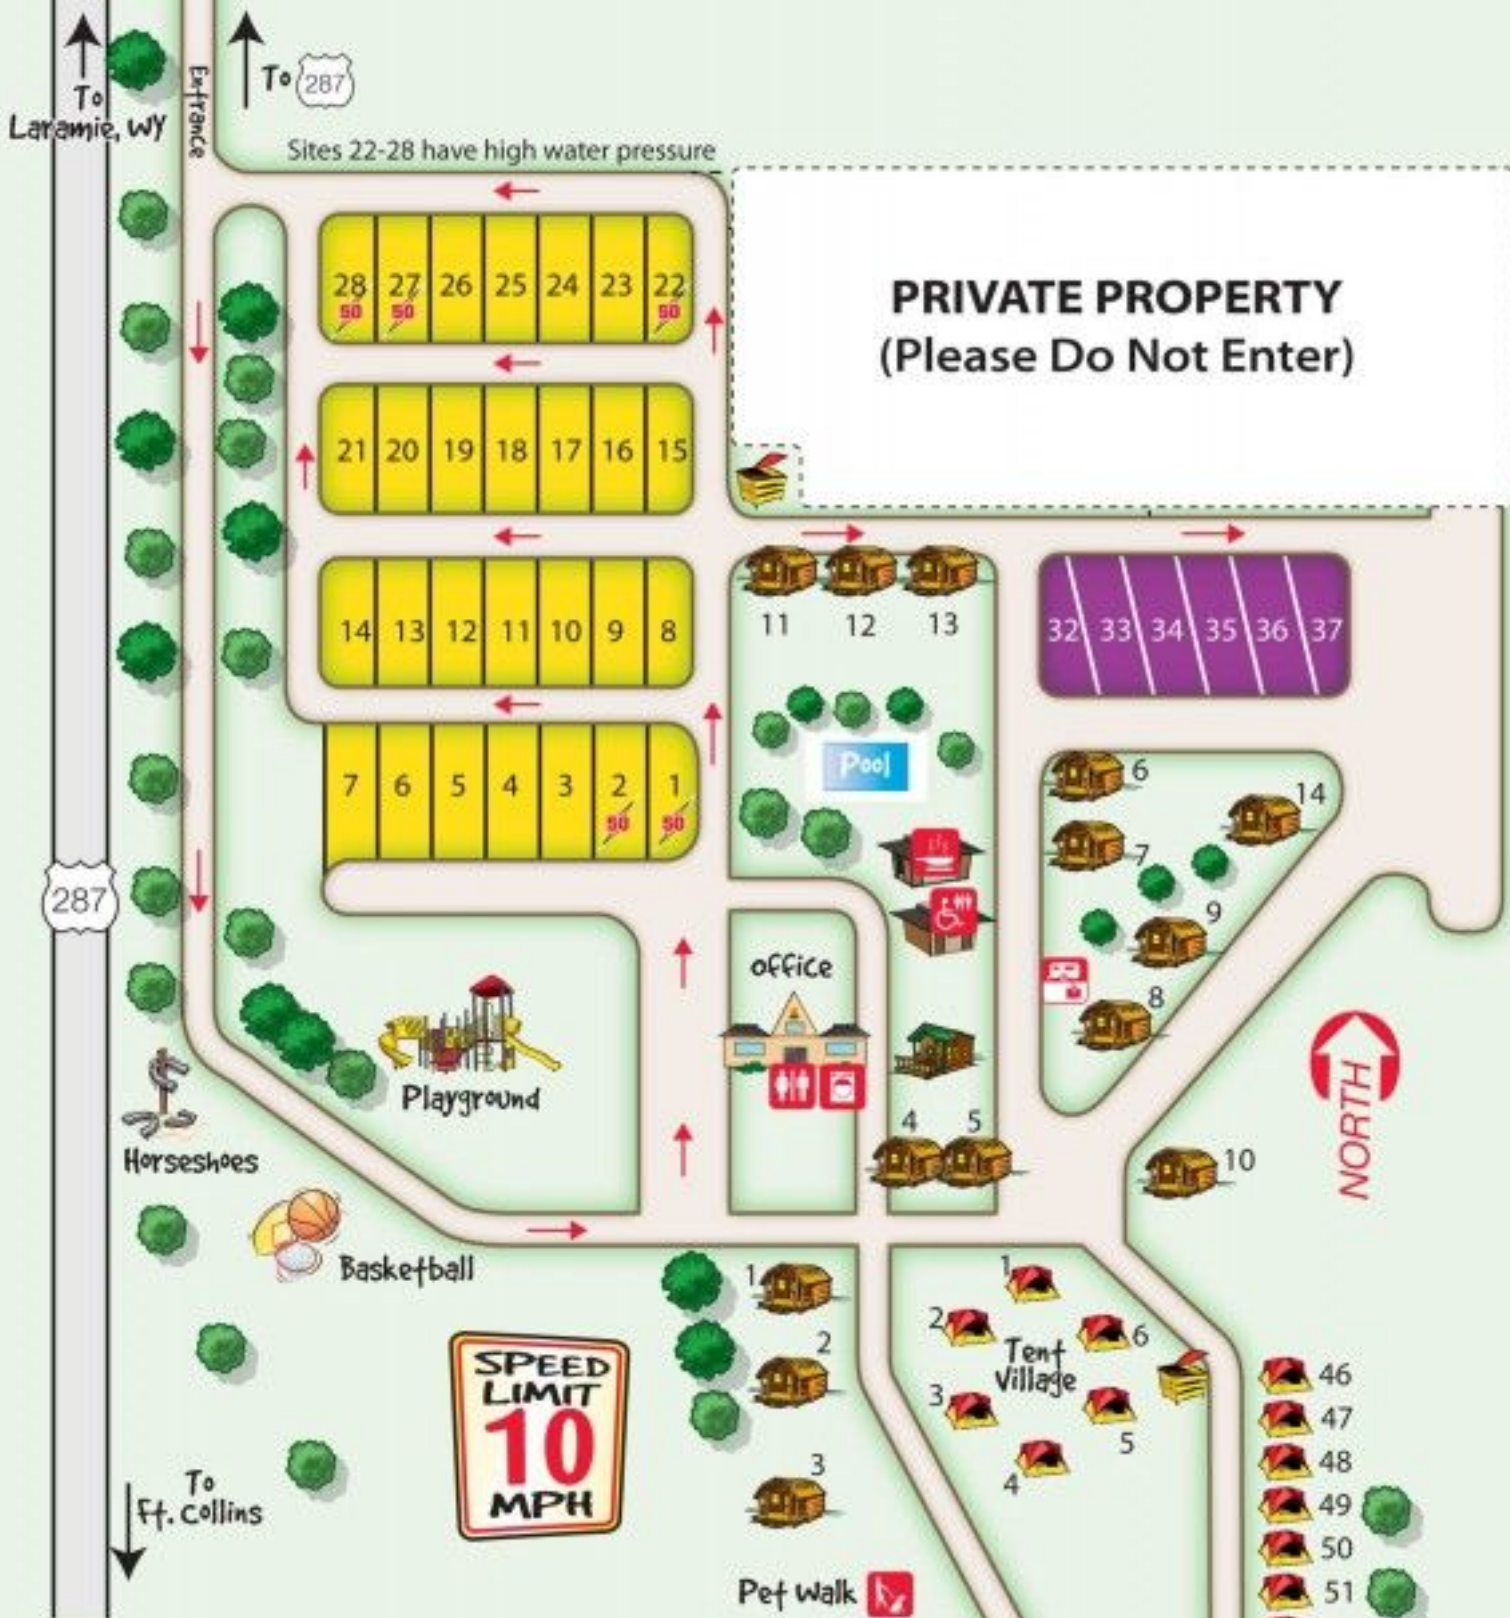 To
Laramie, WY
Entrance
To 287
Sites 22-28 have high water pressure
PRIVATE PROPERTY
(Please Do Not Enter)
28 27 26 25 24 23 22
50 50 50
21 20 19 18 17 16 15
14 13 12 11 10 9 8
7 6 5 4 3 2 1
50 50
11 12 13
32 33 34 35 36 37
Pool
6
14
7
9
8
287
Office
Playground
4 5
10
NORTH
Horseshoes
Basketball
1
2
3
1
2
6
Tent
Village
3
5
4
SPEED
LIMIT
10
MPH
46
47
48
49
50
51
To
Ft. Collins
Pet Walk